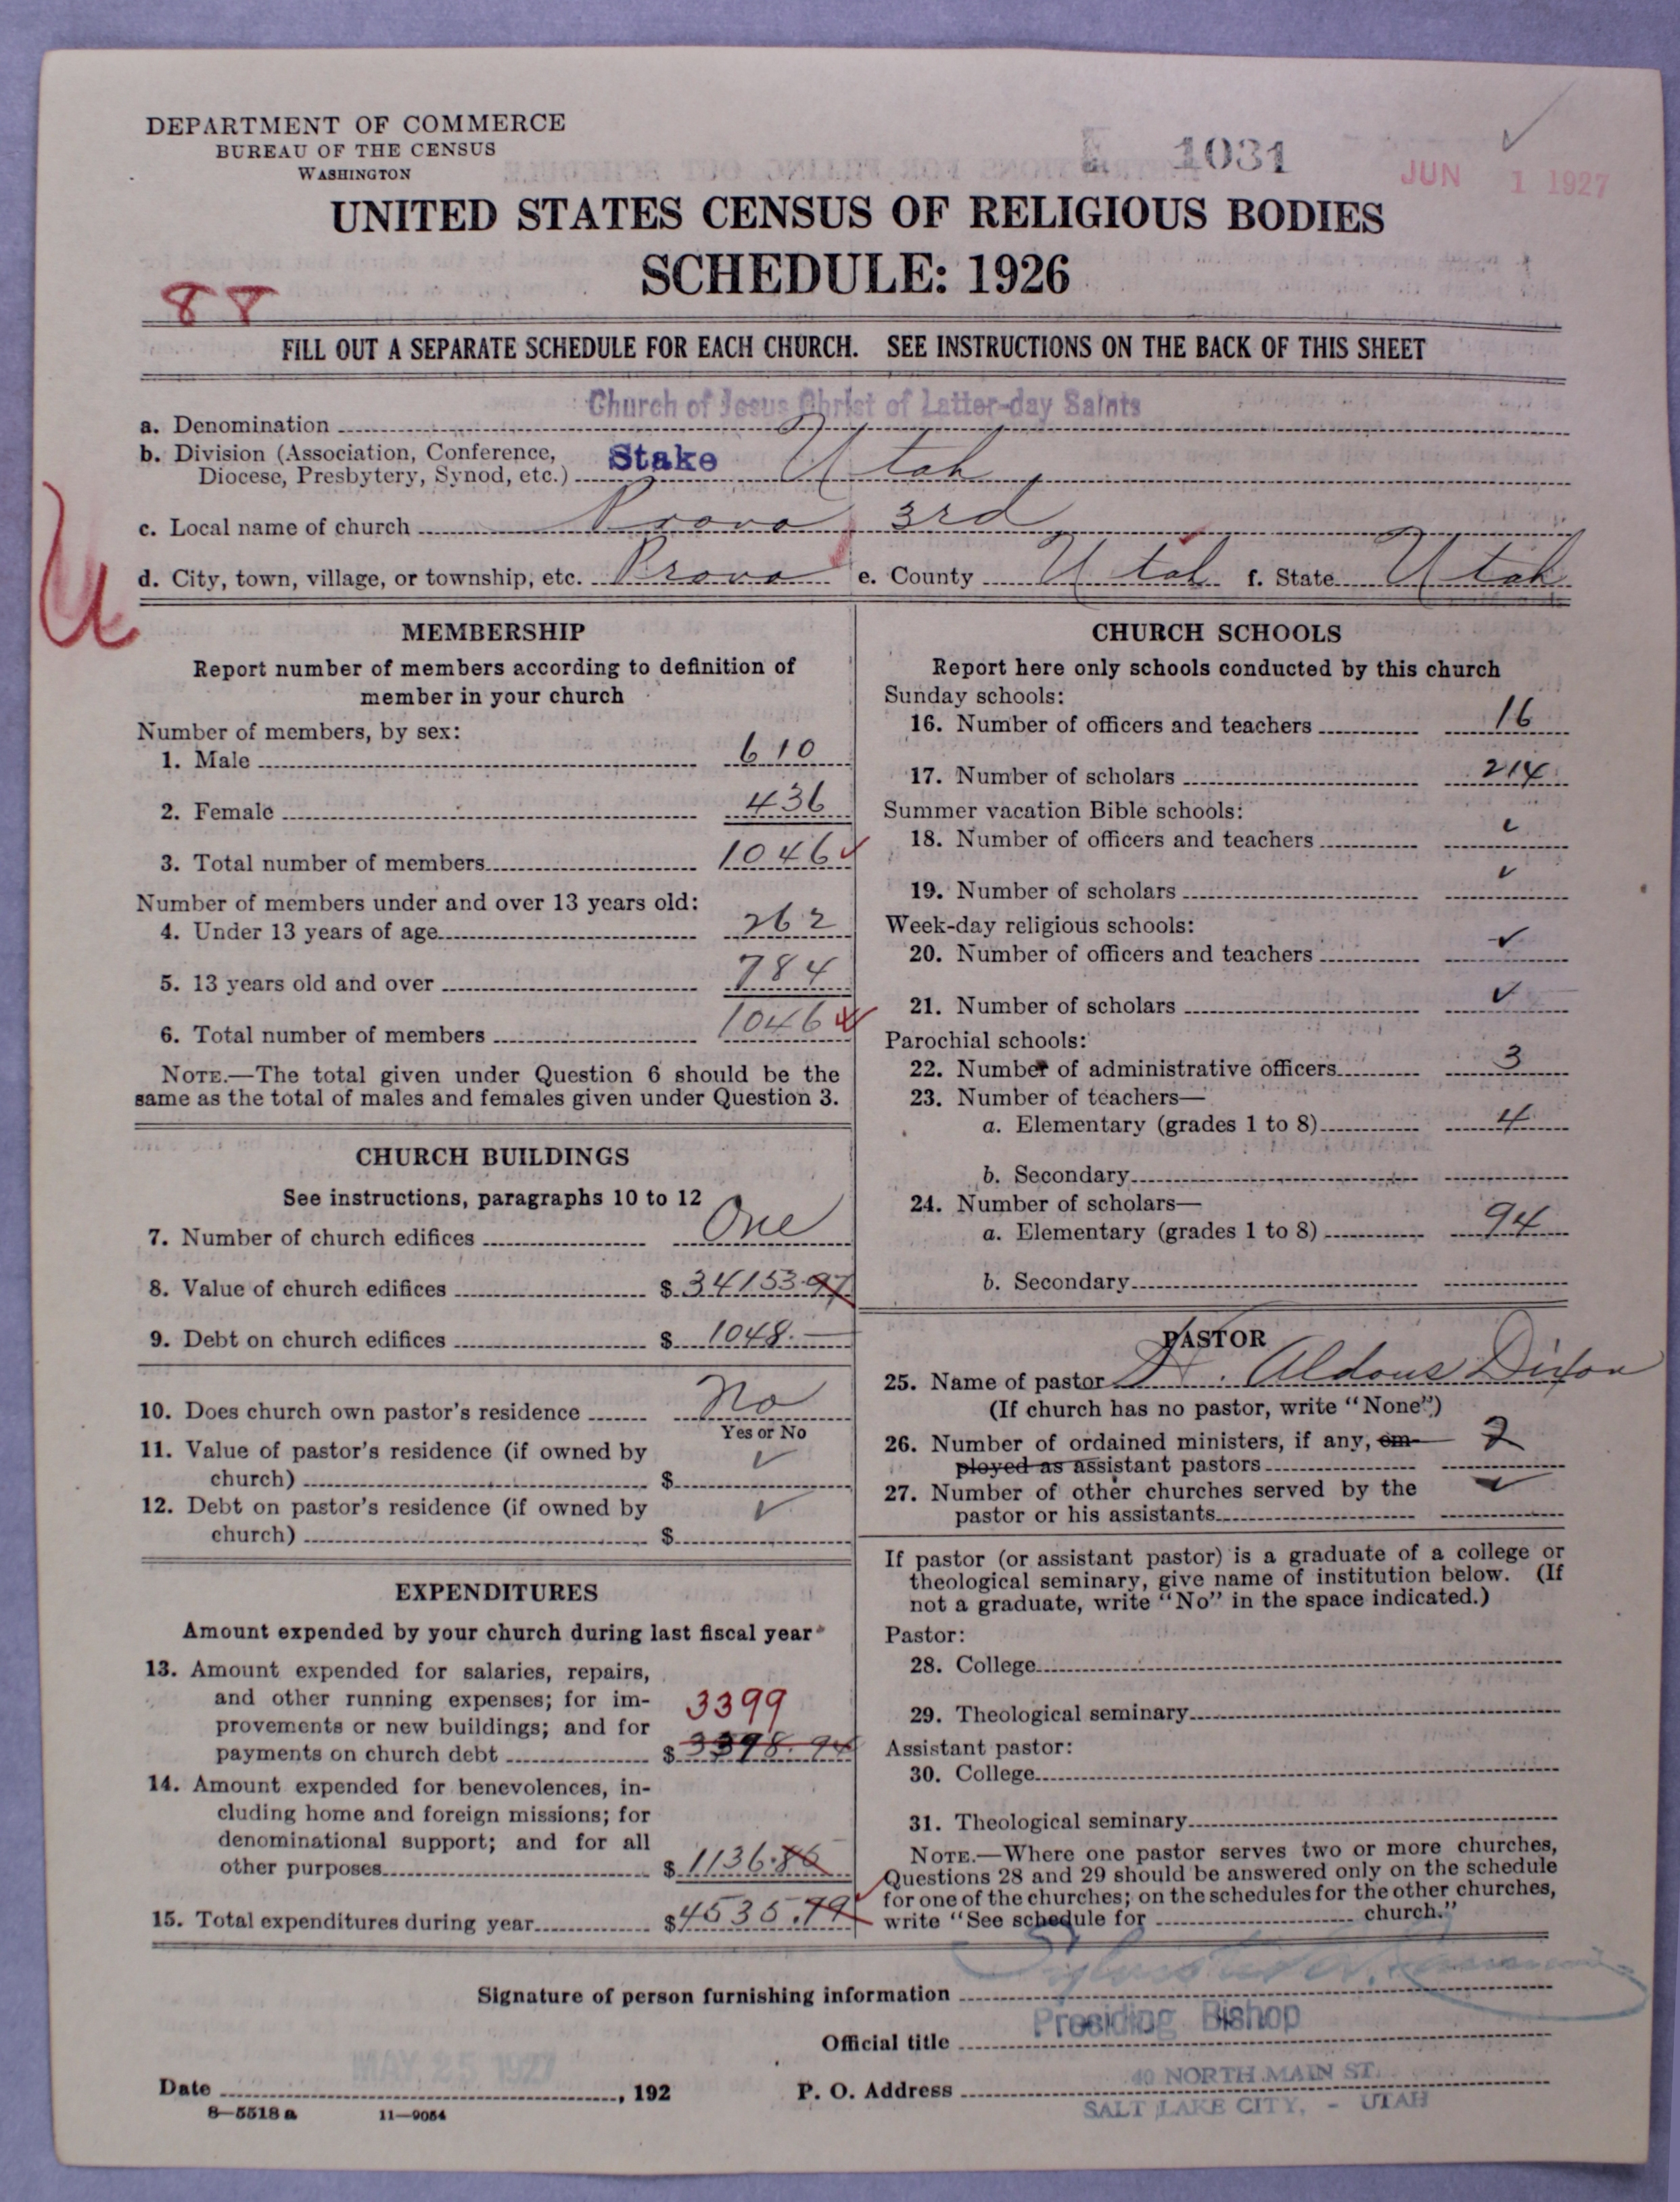 DEPARTMENT OF COMMERCE
BUREAU OF THE CENSUS
WASHINGTON
1031
JUN 1 1927
UNITED STATES CENSUS OF RELIGIOUS BODIES
SCHEDULE: 1926
88
FILL OUT A SEPARATE SCHEDULE FOR EACH CHURCH. SEE INSTRUCTIONS ON THE BACK OF THIS SHEET
a. Denomination Church of Jesus Christ of Latter-day Saints
b. Division (Association, Conference,
Diocese, Presbytery, Synod, etc.) Stake Utah
c. Local name of church Provo 3rd
d. City, town, village, or township, etc. Provo e. County Utah f. State Utah
U
MEMBERSHIP
Report number of members according to definition of
member in your church
Number of members, by sex:
1. Male 610
2. Female 436
3. Total number of members 1046
Number of members under and over 13 years old:
4. Under 13 years of age 262
5. 13 years old and over 784
6. Total number of members 1046
NOTE.—The total given under Question 6 should be the
same as the total of males and females given under Question 3.
CHURCH BUILDINGS
See instructions, paragraphs 10 to 12
7. Number of church edifices One
8. Value of church edifices $ 34153.97
9. Debt on church edifices $ 1048.—
10. Does church own pastor's residence No
Yes or No
11. Value of pastor's residence (if owned by
church) $
12. Debt on pastor's residence (if owned by
church) $
EXPENDITURES
Amount expended by your church during last fiscal year
13. Amount expended for salaries, repairs,
and other running expenses; for im-
provements or new buildings; and for 3399
payments on church debt $ 3398.94
14. Amount expended for benevolences, in-
cluding home and foreign missions; for
denominational support; and for all
other purposes $ 1136.85
15. Total expenditures during year $ 4535.79
CHURCH SCHOOLS
Report here only schools conducted by this church
Sunday schools:
16. Number of officers and teachers 16
17. Number of scholars 214
Summer vacation Bible schools:
18. Number of officers and teachers
19. Number of scholars
Week-day religious schools:
20. Number of officers and teachers
21. Number of scholars
Parochial schools:
22. Number of administrative officers 3
23. Number of teachers—
a. Elementary (grades 1 to 8) 4
b. Secondary
24. Number of scholars—
a. Elementary (grades 1 to 8) 94
b. Secondary
PASTOR
25. Name of pastor H. Aldous Dixon
(If church has no pastor, write "None")
26. Number of ordained ministers, if any, em- 2
ployed as assistant pastors
27. Number of other churches served by the
pastor or his assistants
If pastor (or assistant pastor) is a graduate of a college or
theological seminary, give name of institution below. (If
not a graduate, write "No" in the space indicated.)
Pastor:
28. College
29. Theological seminary
Assistant pastor:
30. College
31. Theological seminary
NOTE.—Where one pastor serves two or more churches,
Questions 28 and 29 should be answered only on the schedule
for one of the churches; on the schedules for the other churches,
write "See schedule for church."
Signature of person furnishing information
Official title Presiding Bishop
Date MAY 25 1927, 192 P. O. Address 40 NORTH MAIN ST.
SALT LAKE CITY, - UTAH
8—5518 a 11—9054